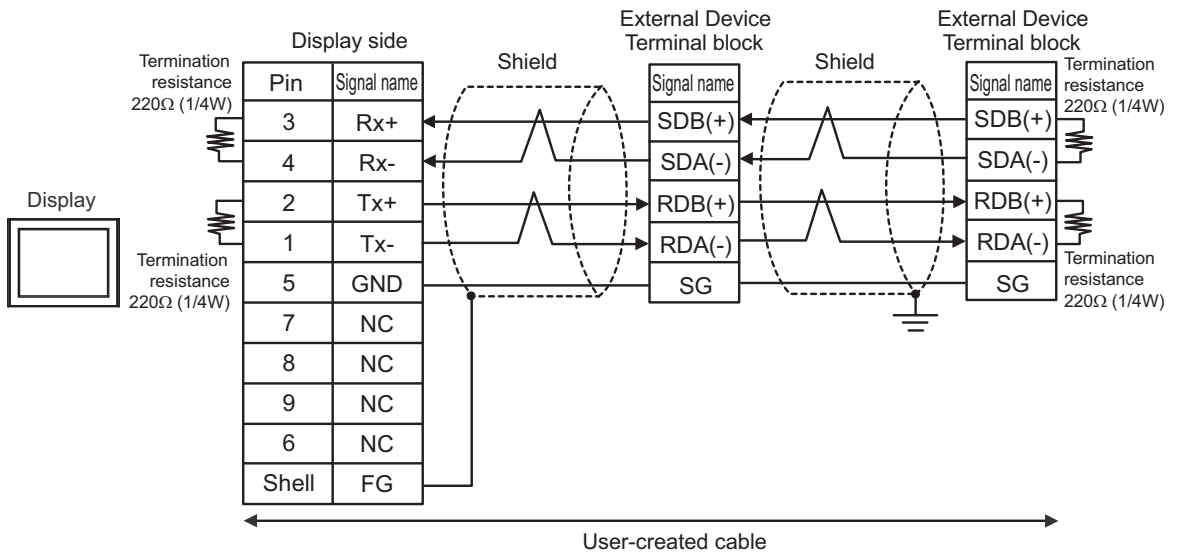 External Device
Terminal block
External Device
Terminal block
Display side
Shield
Shield
Termination
resistance
220Ω (1/4W)
Termination
resistance
220Ω (1/4W)
Pin Signal name
Signal name
Signal name
3 Rx+
SDB(+)
SDB(+)
4 Rx-
SDA(-)
SDA(-)
2 Tx+
RDB(+)
RDB(+)
Display
1 Tx-
RDA(-)
RDA(-)
Termination
resistance
220Ω (1/4W)
Termination
resistance
220Ω (1/4W)
5 GND
SG
SG
7 NC
8 NC
9 NC
6 NC
Shell FG
User-created cable